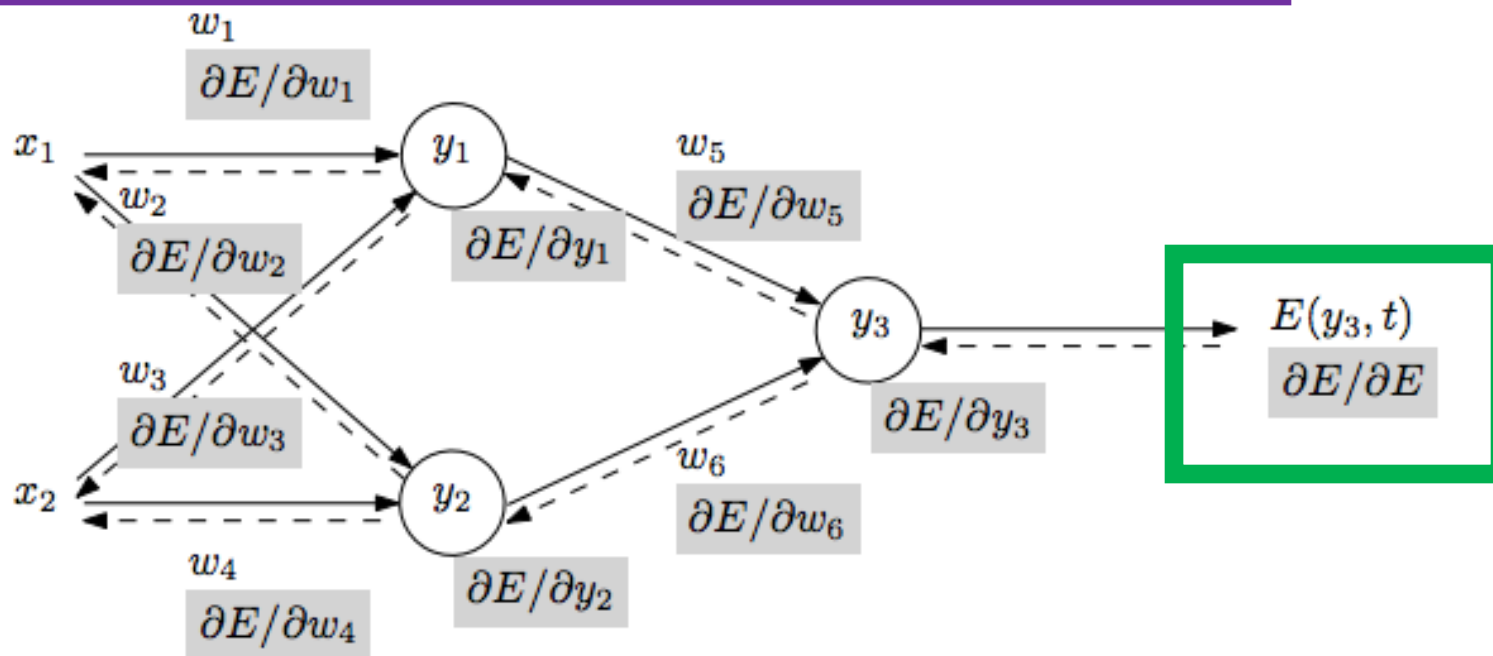 w₁
∂E/∂w₁
x₁
y₁
w₅
w₂
∂E/∂w₅
∂E/∂w₂
∂E/∂y₁
E(y₃, t)
y₃
w₃
∂E/∂E
∂E/∂w₃
∂E/∂y₃
w₆
x₂
y₂
∂E/∂w₆
w₄
∂E/∂y₂
∂E/∂w₄